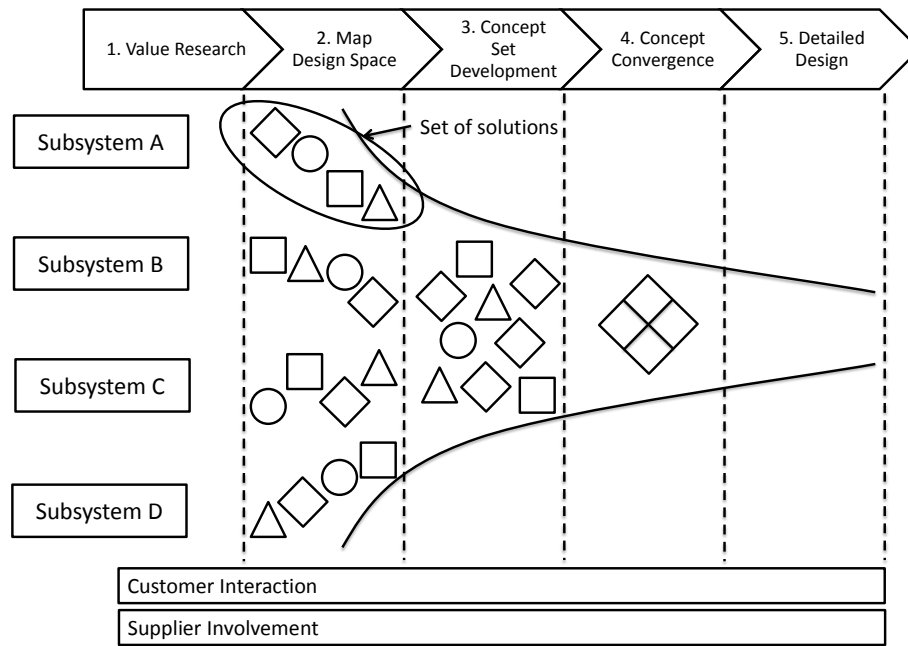 1. Value Research
2. Map
Design Space
3. Concept
Set
Development
4. Concept
Convergence
5. Detailed
Design
Subsystem A
Set of solutions
Subsystem B
Subsystem C
Subsystem D
Customer Interaction
Supplier Involvement